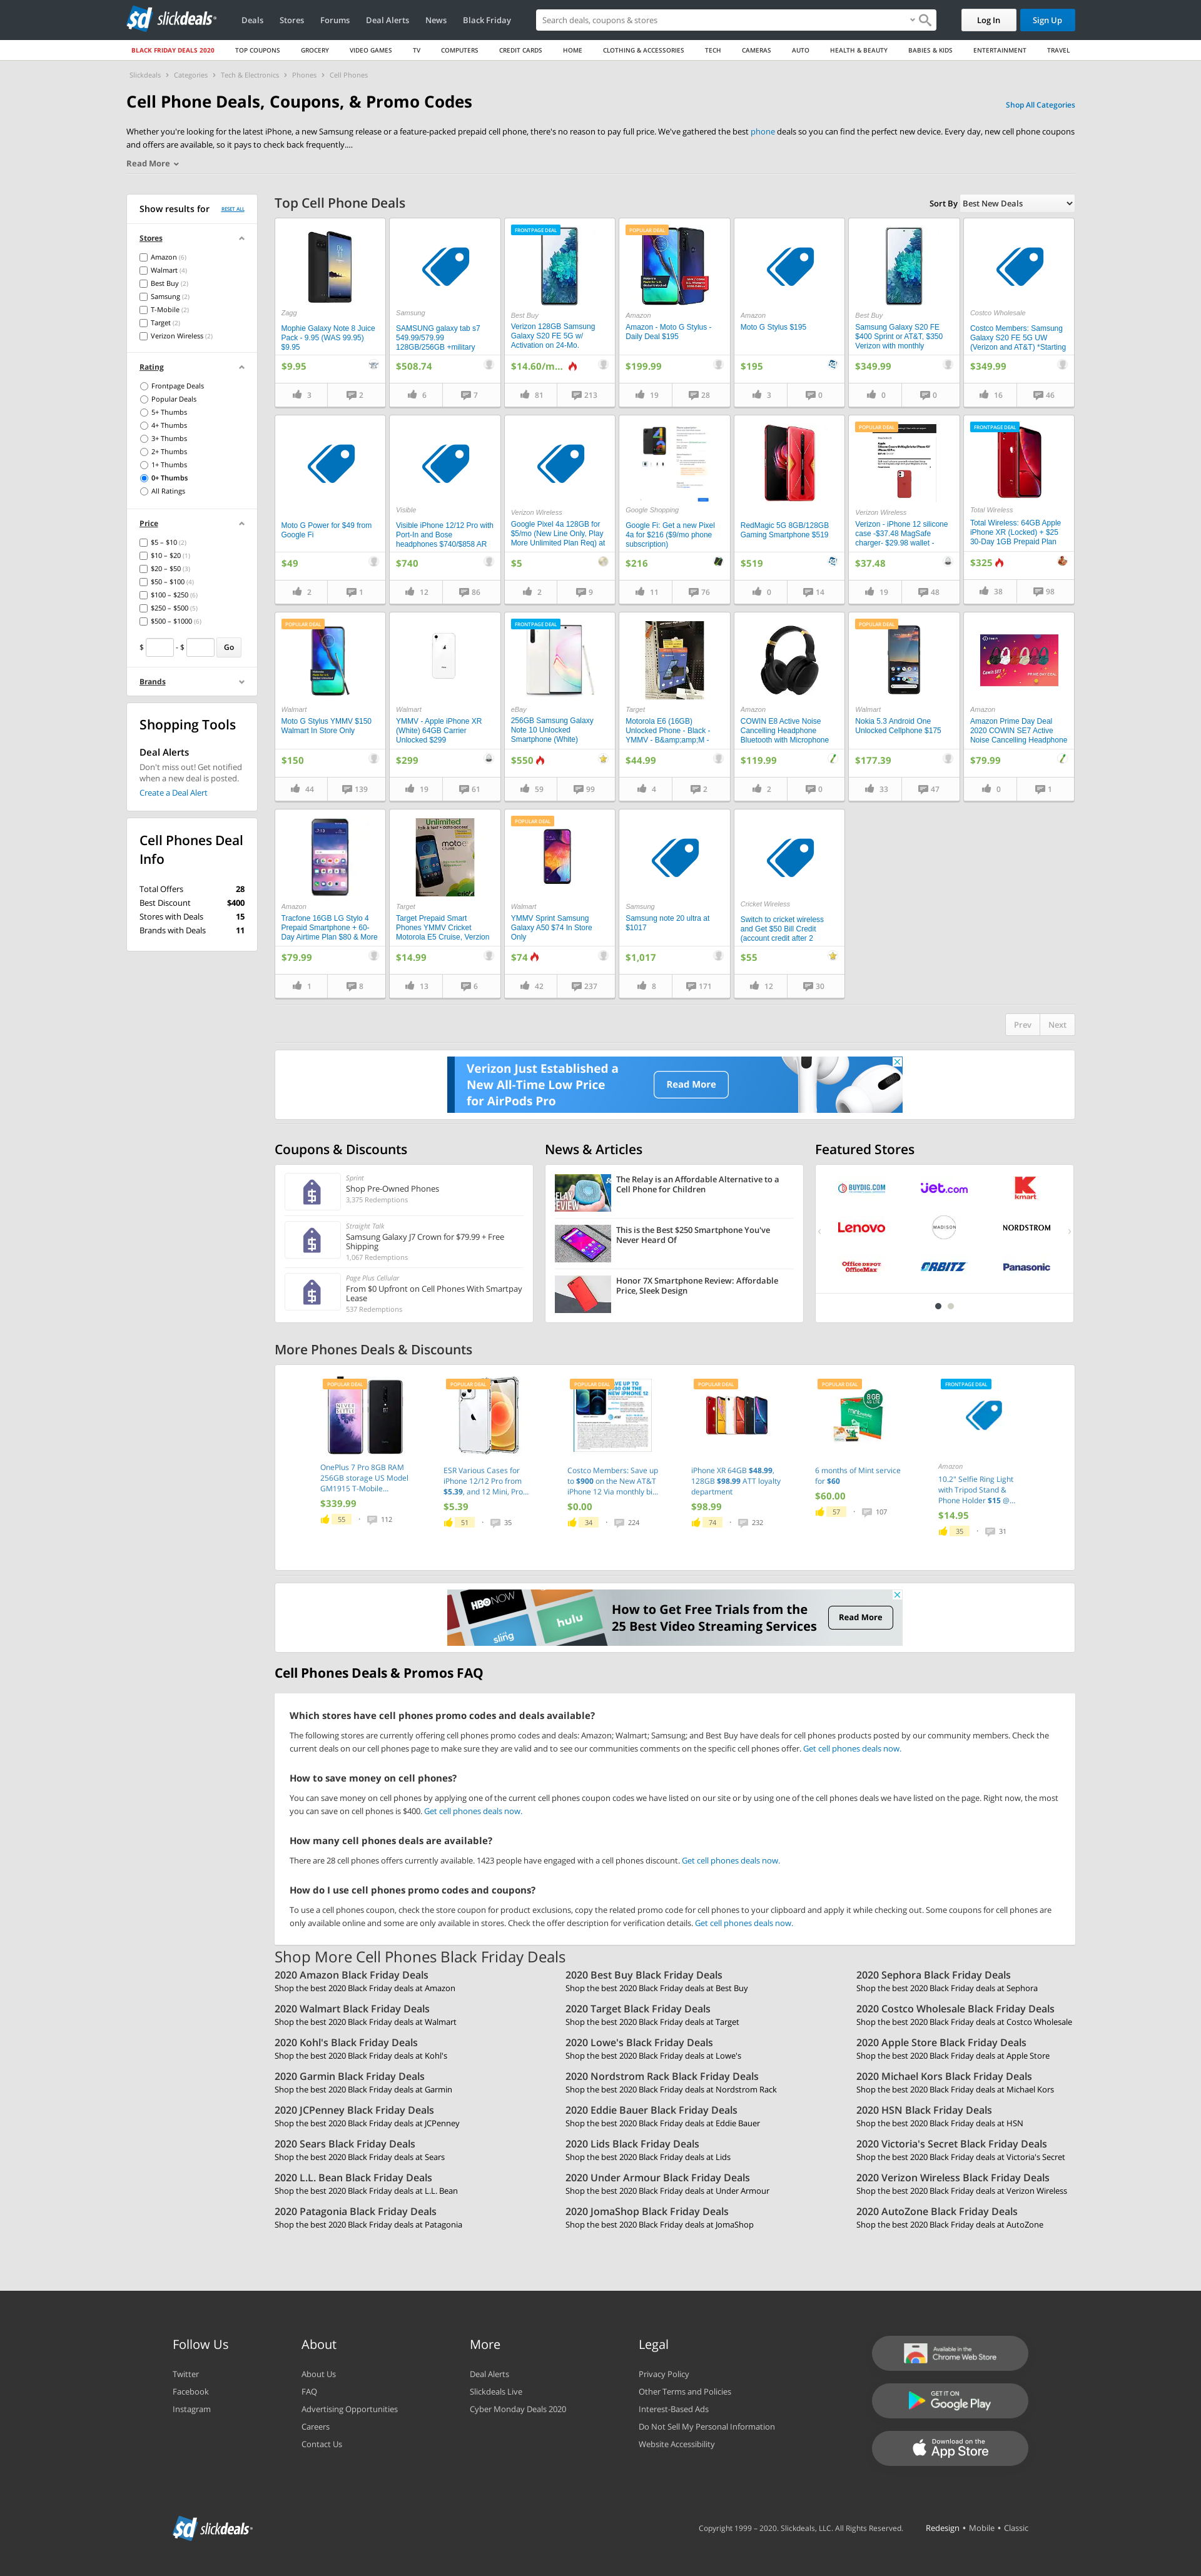 sd slickdeals
Deals Stores Forums Deal Alerts News Black Friday
Search deals, coupons & stores
Log In
Sign Up
BLACK FRIDAY DEALS 2020 TOP COUPONS GROCERY VIDEO GAMES TV COMPUTERS CREDIT CARDS HOME CLOTHING & ACCESSORIES TECH CAMERAS AUTO HEALTH & BEAUTY BABIES & KIDS ENTERTAINMENT TRAVEL
Slickdeals > Categories > Tech & Electronics > Phones > Cell Phones
Cell Phone Deals, Coupons, & Promo Codes
Shop All Categories
Whether you're looking for the latest iPhone, a new Samsung release or a feature-packed prepaid cell phone, there's no reason to pay full price. We've gathered the best phone deals so you can find the perfect new device. Every day, new cell phone coupons
and offers are available, so it pays to check back frequently....
Read More
Show results for RESET ALL
Stores
Amazon (6)
Walmart (4)
Best Buy (2)
Samsung (2)
T-Mobile (2)
Target (2)
Verizon Wireless (2)
Rating
Frontpage Deals
Popular Deals
5+ Thumbs
4+ Thumbs
3+ Thumbs
2+ Thumbs
1+ Thumbs
0+ Thumbs
All Ratings
Price
$5 – $10 (2)
$10 – $20 (1)
$20 – $50 (3)
$50 – $100 (4)
$100 – $250 (6)
$250 – $500 (5)
$500 – $1000 (6)
$ - $ Go
Brands
Shopping Tools
Deal Alerts
Don't miss out! Get notified
when a new deal is posted.
Create a Deal Alert
Cell Phones Deal
Info
Total Offers 28
Best Discount $400
Stores with Deals 15
Brands with Deals 11
Top Cell Phone Deals
Sort By Best New Deals
Zagg
Mophie Galaxy Note 8 Juice
Pack - 9.95 (WAS 99.95)
$9.95
$9.95
3 2
Samsung
SAMSUNG galaxy tab s7
549.99/579.99
128GB/256GB +military
$508.74
6 7
FRONTPAGE DEAL
Best Buy
Verizon 128GB Samsung
Galaxy S20 FE 5G w/
Activation on 24-Mo.
$14.60/m...
81 213
POPULAR DEAL
Amazon
Amazon - Moto G Stylus -
Daily Deal $195
$199.99
19 28
Amazon
Moto G Stylus $195
$195
3 0
Best Buy
Samsung Galaxy S20 FE
$400 Sprint or AT&T, $350
Verizon with monthly
$349.99
0 0
Costco Wholesale
Costco Members: Samsung
Galaxy S20 FE 5G UW
(Verizon and AT&T) *Starting
$349.99
16 46
Moto G Power for $49 from
Google Fi
$49
2 1
Visible
Visible iPhone 12/12 Pro with
Port-In and Bose
headphones $740/$858 AR
$740
12 86
Verizon Wireless
Google Pixel 4a 128GB for
$5/mo (New Line Only, Play
More Unlimited Plan Req) at
$5
2 9
Google Shopping
Google Fi: Get a new Pixel
4a for $216 ($9/mo phone
subscription)
$216
11 76
RedMagic 5G 8GB/128GB
Gaming Smartphone $519
$519
0 14
POPULAR DEAL
Verizon Wireless
Verizon - iPhone 12 silicone
case -$37.48 MagSafe
charger- $29.98 wallet -
$37.48
19 48
FRONTPAGE DEAL
Total Wireless
Total Wireless: 64GB Apple
iPhone XR (Locked) + $25
30-Day 1GB Prepaid Plan
$325
38 98
POPULAR DEAL
Walmart
Moto G Stylus YMMV $150
Walmart In Store Only
$150
44 139
Walmart
YMMV - Apple iPhone XR
(White) 64GB Carrier
Unlocked $299
$299
19 61
FRONTPAGE DEAL
eBay
256GB Samsung Galaxy
Note 10 Unlocked
Smartphone (White)
$550
59 99
Target
Motorola E6 (16GB)
Unlocked Phone - Black -
YMMV - B&amp;amp;M -
$44.99
4 2
Amazon
COWIN E8 Active Noise
Cancelling Headphone
Bluetooth with Microphone
$119.99
2 0
POPULAR DEAL
Walmart
Nokia 5.3 Android One
Unlocked Cellphone $175
$177.39
33 47
Amazon
Amazon Prime Day Deal
2020 COWIN SE7 Active
Noise Cancelling Headphone
$79.99
0 1
Amazon
Tracfone 16GB LG Stylo 4
Prepaid Smartphone + 60-
Day Airtime Plan $80 & More
$79.99
1 8
Unlimited
Target
Target Prepaid Smart
Phones YMMV Cricket
Motorola E5 Cruise, Verzion
$14.99
13 6
POPULAR DEAL
Walmart
YMMV Sprint Samsung
Galaxy A50 $74 In Store
Only
$74
42 237
Samsung
Samsung note 20 ultra at
$1017
$1,017
8 171
Cricket Wireless
Switch to cricket wireless
and Get $50 Bill Credit
(account credit after 2
$55
12 30
Prev Next
Verizon Just Established a
New All-Time Low Price
for AirPods Pro
Read More
Coupons & Discounts
Sprint
Shop Pre-Owned Phones
3,375 Redemptions
Straight Talk
Samsung Galaxy J7 Crown for $79.99 + Free
Shipping
1,067 Redemptions
Page Plus Cellular
From $0 Upfront on Cell Phones With Smartpay
Lease
537 Redemptions
News & Articles
The Relay is an Affordable Alternative to a
Cell Phone for Children
This is the Best $250 Smartphone You've
Never Heard Of
Honor 7X Smartphone Review: Affordable
Price, Sleek Design
Featured Stores
BUYDIG.COM jet.com kmart
Lenovo MADISON NORDSTROM
Office DEPOT OfficeMax ORBITZ Panasonic
More Phones Deals & Discounts
POPULAR DEAL
OnePlus 7 Pro 8GB RAM
256GB storage US Model
GM1915 T-Mobile...
$339.99
55 112
POPULAR DEAL
ESR Various Cases for
iPhone 12/12 Pro from
$5.39, and 12 Mini, Pro...
$5.39
51 35
POPULAR DEAL
Costco Members: Save up
to $900 on the New AT&T
iPhone 12 Via monthly bi...
$0.00
34 224
POPULAR DEAL
iPhone XR 64GB $48.99,
128GB $98.99 ATT loyalty
department
$98.99
74 232
POPULAR DEAL
8GB
6 months of Mint service
for $60
$60.00
57 107
FRONTPAGE DEAL
Amazon
10.2" Selfie Ring Light
with Tripod Stand &
Phone Holder $15 @...
$14.95
35 31
HBO NOW
sling
hulu
How to Get Free Trials from the
25 Best Video Streaming Services
Read More
Cell Phones Deals & Promos FAQ
Which stores have cell phones promo codes and deals available?
The following stores are currently offering cell phones promo codes and deals: Amazon; Walmart; Samsung; and Best Buy have deals for cell phones products posted by our community members. Check the
current deals on our cell phones page to make sure they are valid and to see our communities comments on the specific cell phones offer. Get cell phones deals now.
How to save money on cell phones?
You can save money on cell phones by applying one of the current cell phones coupon codes we have listed on our site or by using one of the cell phones deals we have listed on the page. Right now, the most
you can save on cell phones is $400. Get cell phones deals now.
How many cell phones deals are available?
There are 28 cell phones offers currently available. 1423 people have engaged with a cell phones discount. Get cell phones deals now.
How do I use cell phones promo codes and coupons?
To use a cell phones coupon, check the store coupon for product exclusions, copy the related promo code for cell phones to your clipboard and apply it while checking out. Some coupons for cell phones are
only available online and some are only available in stores. Check the offer description for verification details. Get cell phones deals now.
Shop More Cell Phones Black Friday Deals
2020 Amazon Black Friday Deals
Shop the best 2020 Black Friday deals at Amazon
2020 Best Buy Black Friday Deals
Shop the best 2020 Black Friday deals at Best Buy
2020 Sephora Black Friday Deals
Shop the best 2020 Black Friday deals at Sephora
2020 Walmart Black Friday Deals
Shop the best 2020 Black Friday deals at Walmart
2020 Target Black Friday Deals
Shop the best 2020 Black Friday deals at Target
2020 Costco Wholesale Black Friday Deals
Shop the best 2020 Black Friday deals at Costco Wholesale
2020 Kohl's Black Friday Deals
Shop the best 2020 Black Friday deals at Kohl's
2020 Lowe's Black Friday Deals
Shop the best 2020 Black Friday deals at Lowe's
2020 Apple Store Black Friday Deals
Shop the best 2020 Black Friday deals at Apple Store
2020 Garmin Black Friday Deals
Shop the best 2020 Black Friday deals at Garmin
2020 Nordstrom Rack Black Friday Deals
Shop the best 2020 Black Friday deals at Nordstrom Rack
2020 Michael Kors Black Friday Deals
Shop the best 2020 Black Friday deals at Michael Kors
2020 JCPenney Black Friday Deals
Shop the best 2020 Black Friday deals at JCPenney
2020 Eddie Bauer Black Friday Deals
Shop the best 2020 Black Friday deals at Eddie Bauer
2020 HSN Black Friday Deals
Shop the best 2020 Black Friday deals at HSN
2020 Sears Black Friday Deals
Shop the best 2020 Black Friday deals at Sears
2020 Lids Black Friday Deals
Shop the best 2020 Black Friday deals at Lids
2020 Victoria's Secret Black Friday Deals
Shop the best 2020 Black Friday deals at Victoria's Secret
2020 L.L. Bean Black Friday Deals
Shop the best 2020 Black Friday deals at L.L. Bean
2020 Under Armour Black Friday Deals
Shop the best 2020 Black Friday deals at Under Armour
2020 Verizon Wireless Black Friday Deals
Shop the best 2020 Black Friday deals at Verizon Wireless
2020 Patagonia Black Friday Deals
Shop the best 2020 Black Friday deals at Patagonia
2020 JomaShop Black Friday Deals
Shop the best 2020 Black Friday deals at JomaShop
2020 AutoZone Black Friday Deals
Shop the best 2020 Black Friday deals at AutoZone
Follow Us
Twitter
Facebook
Instagram
About
About Us
FAQ
Advertising Opportunities
Careers
Contact Us
More
Deal Alerts
Slickdeals Live
Cyber Monday Deals 2020
Legal
Privacy Policy
Other Terms and Policies
Interest-Based Ads
Do Not Sell My Personal Information
Website Accessibility
Available in the
Chrome Web Store
GET IT ON
Google Play
Download on the
App Store
sd slickdeals
Copyright 1999 – 2020. Slickdeals, LLC. All Rights Reserved.
Redesign • Mobile • Classic